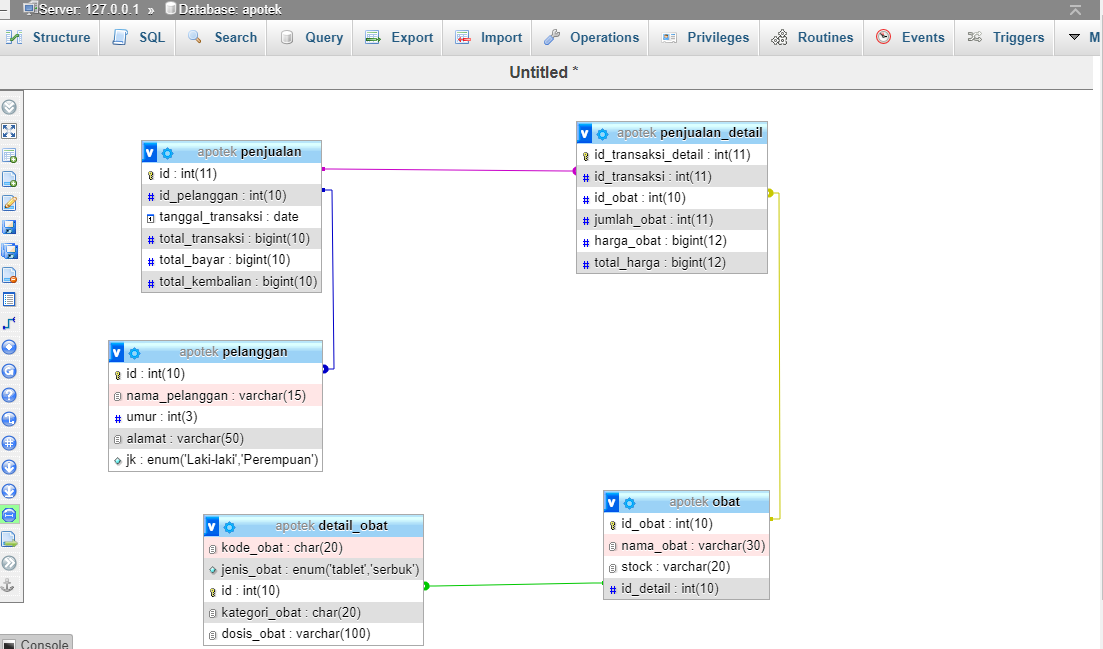 Server: 127.0.0.1 » Database: apotek
Structure SQL Search Query Export Import Operations Privileges Routines Events Triggers M
Untitled *
apotek penjualan
id : int(11)
id_pelanggan : int(10)
tanggal_transaksi : date
total_transaksi : bigint(10)
total_bayar : bigint(10)
total_kembalian : bigint(10)
apotek penjualan_detail
id_transaksi_detail : int(11)
id_transaksi : int(11)
id_obat : int(10)
jumlah_obat : int(11)
harga_obat : bigint(12)
total_harga : bigint(12)
apotek pelanggan
id : int(10)
nama_pelanggan : varchar(15)
umur : int(3)
alamat : varchar(50)
jk : enum('Laki-laki','Perempuan')
apotek detail_obat
kode_obat : char(20)
jenis_obat : enum('tablet','serbuk')
id : int(10)
kategori_obat : char(20)
dosis_obat : varchar(100)
apotek obat
id_obat : int(10)
nama_obat : varchar(30)
stock : varchar(20)
id_detail : int(10)
Console